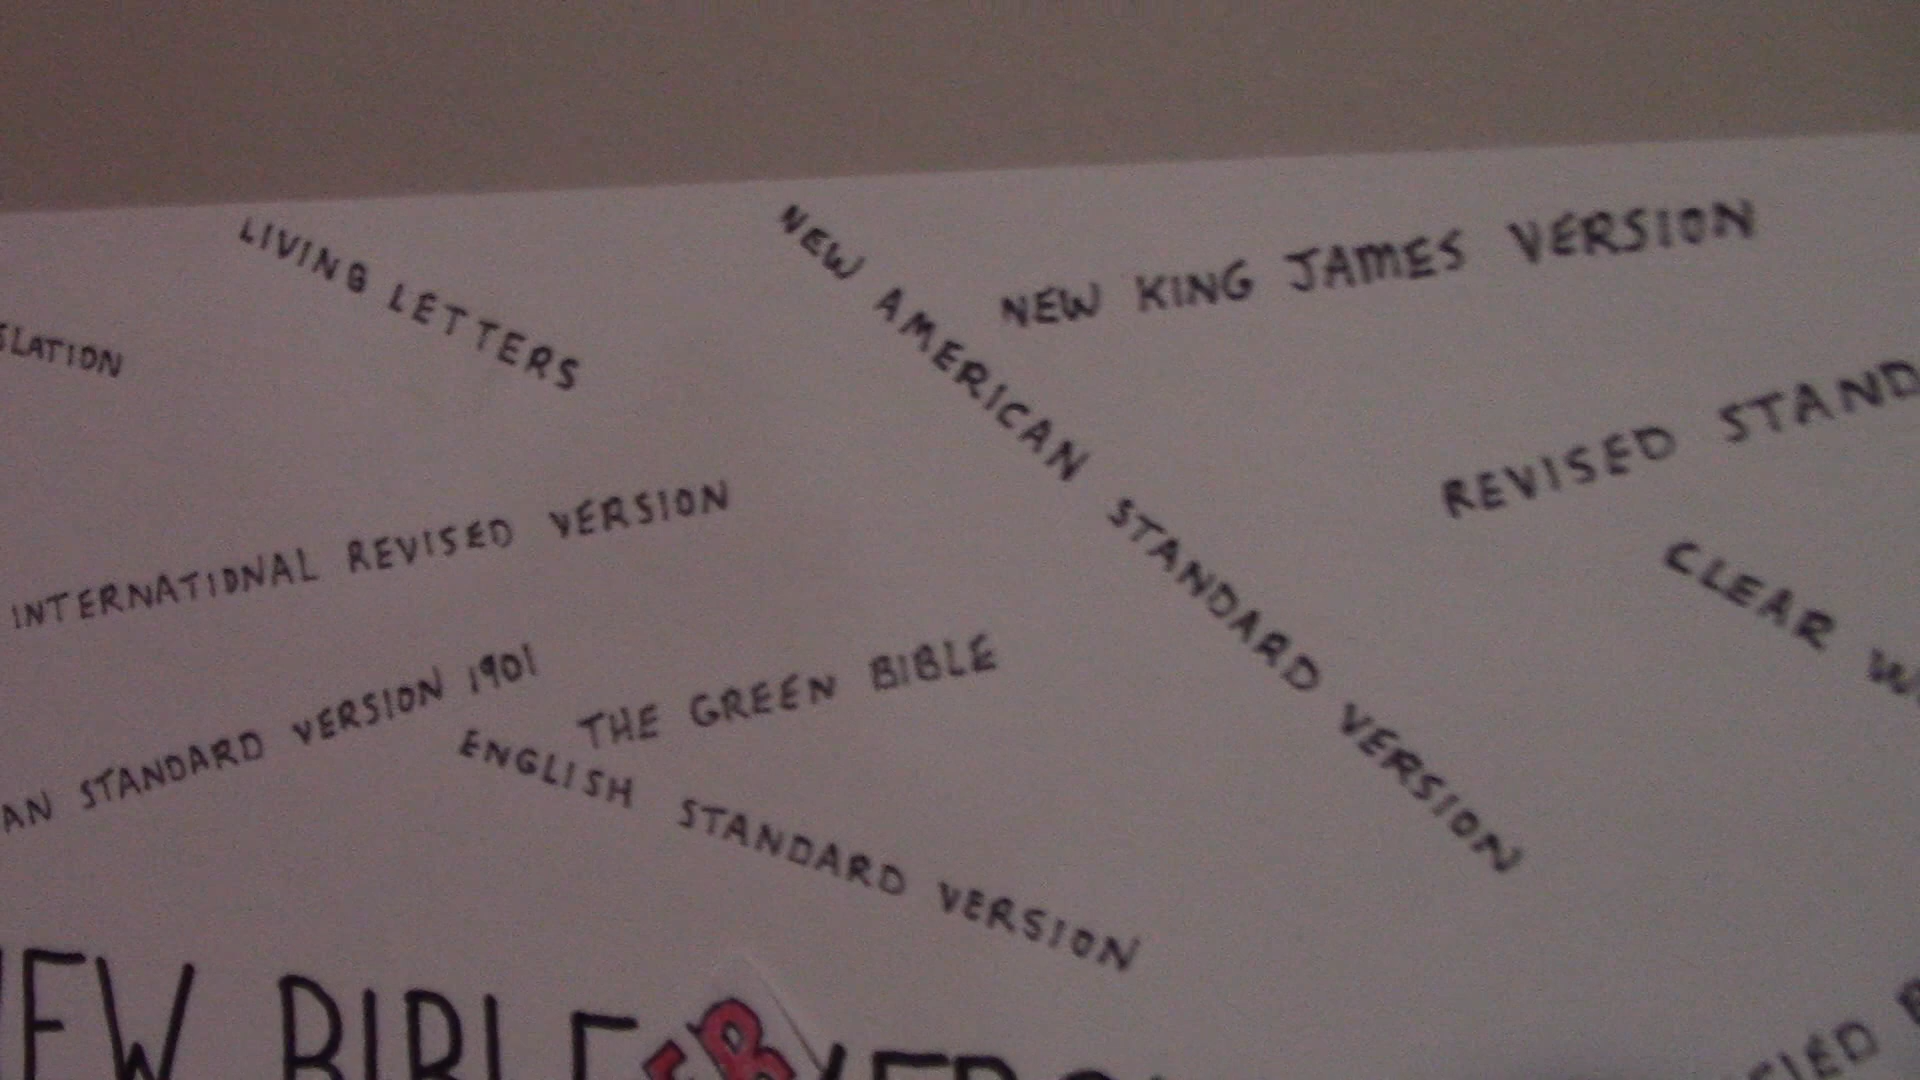 LIVING LETTERS
NEW AMERICAN STANDARD VERSION
NEW KING JAMES VERSION
SLATION
REVISED STAND
INTERNATIONAL REVISED VERSION
CLEAR
AN STANDARD VERSION 1901
THE GREEN BIBLE
ENGLISH STANDARD VERSION
EW BIBLE